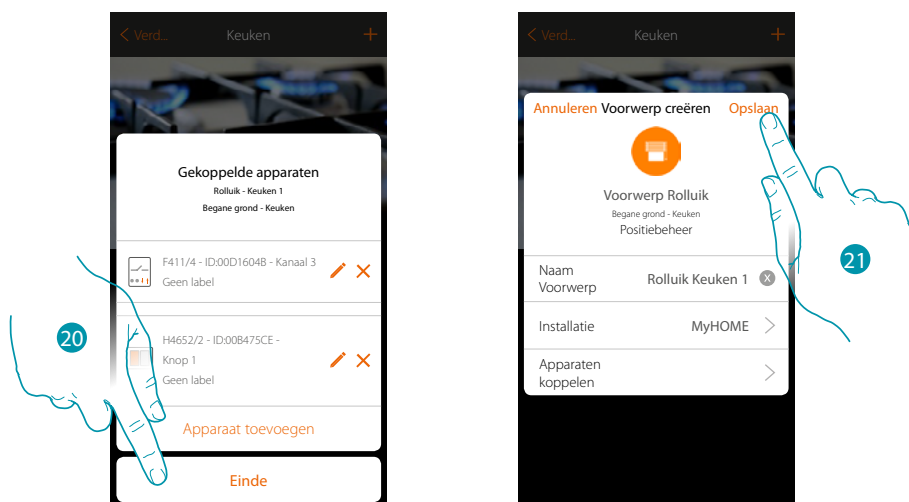 Verd...
Keuken
+
Gekoppelde apparaten
Rolluik - Keuken 1
Begane grond - Keuken
F411/4 - ID:00D1604B - Kanaal 3
Geen label
H4652/2 - ID:00B475CE -
Knop 1
Geen label
Apparaat toevoegen
Einde
20
Verd...
Keuken
+
Annuleren Voorwerp creëren Opslaan
Voorwerp Rolluik
Begane grond - Keuken
Positiebeheer
Naam
Voorwerp
Rolluik Keuken 1
X
Installatie
MyHOME
Apparaten
koppelen
21